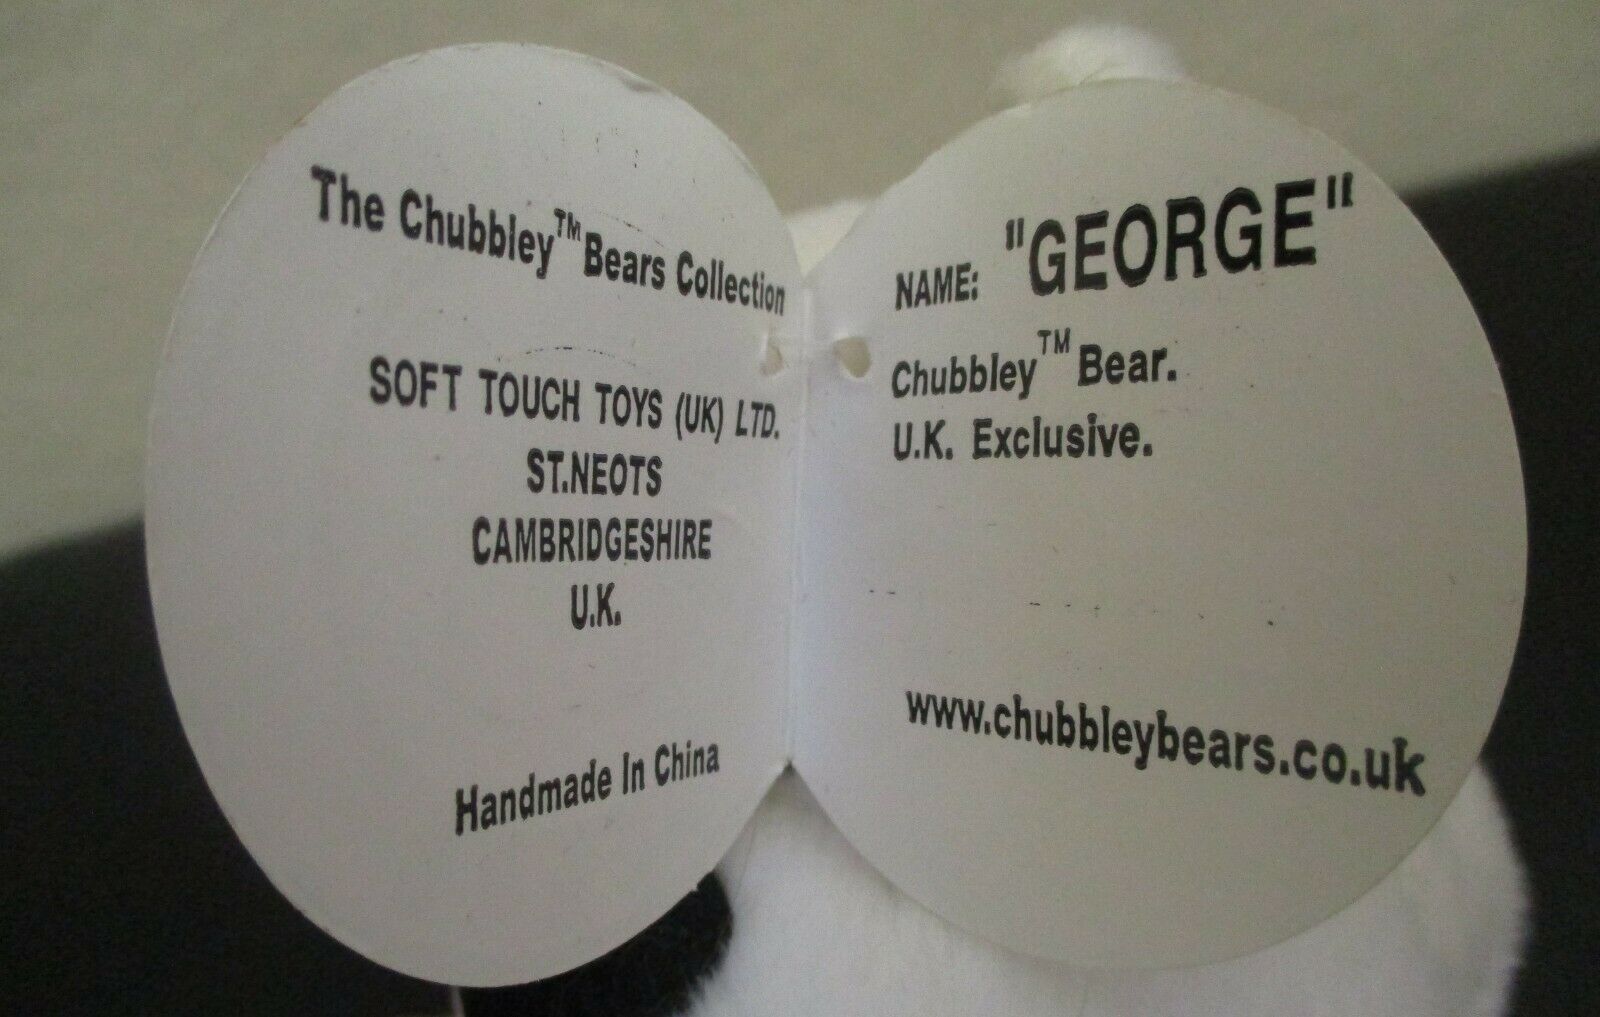 The Chubbley™ Bears Collection
SOFT TOUCH TOYS (UK) LTD.
ST.NEOTS
CAMBRIDGESHIRE
U.K.
Handmade In China
NAME: "GEORGE"
Chubbley™ Bear.
U.K. Exclusive.
www.chubbleybears.co.uk